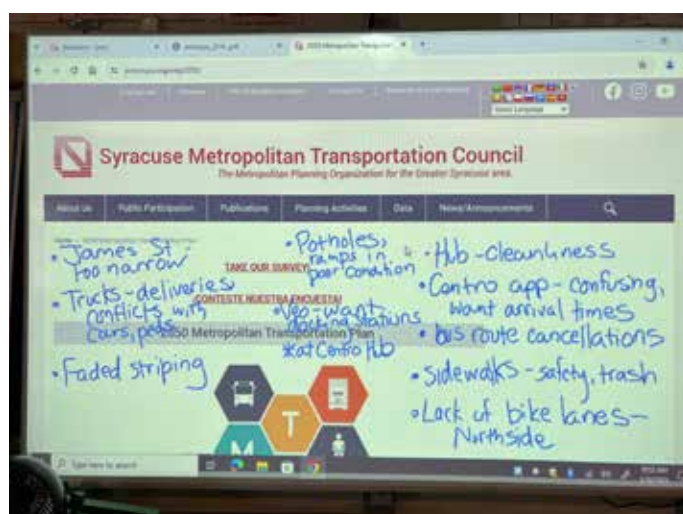 Syracuse Metropolitan Transportation Council
The Metropolitan Planning Organization for the Greater Syracuse area.
About Us Public Participation Publications Planning Activities Data News/Announcements
• James St - too narrow
• Trucks - deliveries,
conflicts with
cars, peds
• Faded striping
• Potholes,
ramps in
poor condition
TAKE OUR SURVEY
CONTESTE NUESTRA ENCUESTA!
• Veo - want
docking stations
*at Centro Hub
2050 Metropolitan Transportation Plan
• Hub - cleanliness
• Centro app - confusing,
want arrival times
• bus route cancellations
• Sidewalks - safety, trash
• Lack of bike lanes -
Northside
M
T
Type here to search